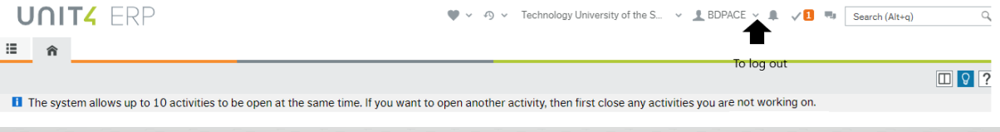 UNIT4 ERP
Technology University of the S... BDPACE 1 Search (Alt+q)
To log out
?
The system allows up to 10 activities to be open at the same time. If you want to open another activity, then first close any activities you are not working on.